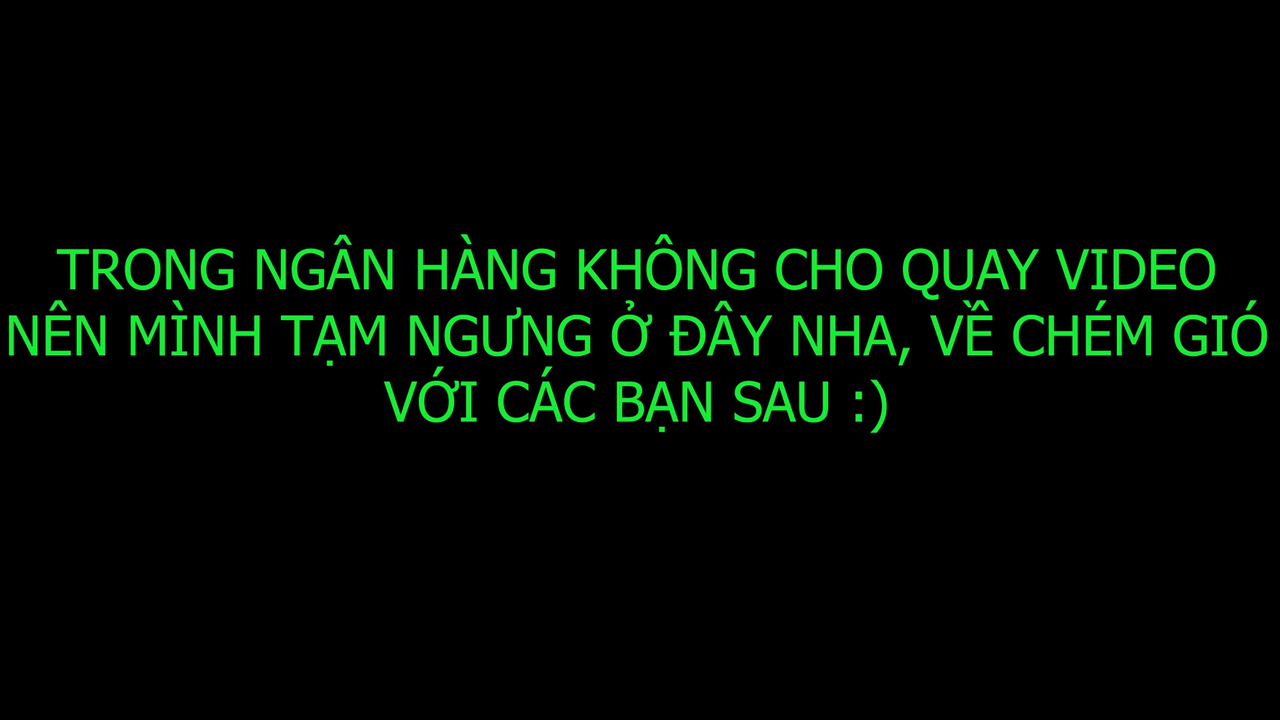 TRONG NGÂN HÀNG KHÔNG CHO QUAY VIDEO
NÊN MÌNH TẠM NGƯNG Ở ĐÂY NHA, VỀ CHÉM GIÓ
VỚI CÁC BẠN SAU :)